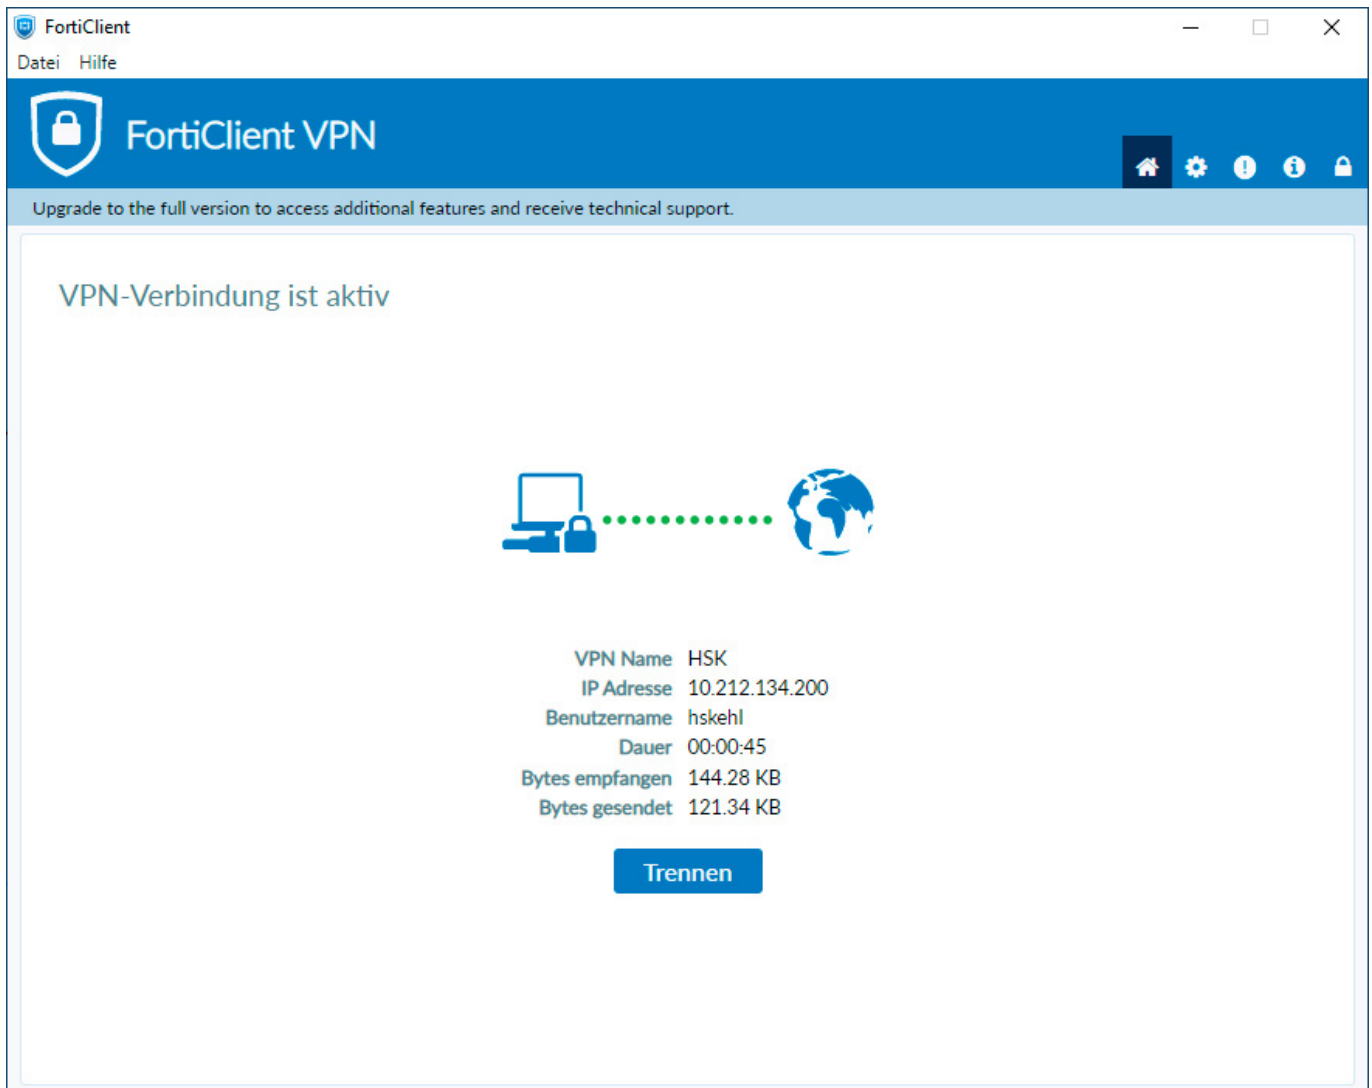 FortiClient
Datei Hilfe
FortiClient VPN
Upgrade to the full version to access additional features and receive technical support.
VPN-Verbindung ist aktiv
VPN Name HSK
IP Adresse 10.212.134.200
Benutzername hskehl
Dauer 00:00:45
Bytes empfangen 144.28 KB
Bytes gesendet 121.34 KB
Trennen